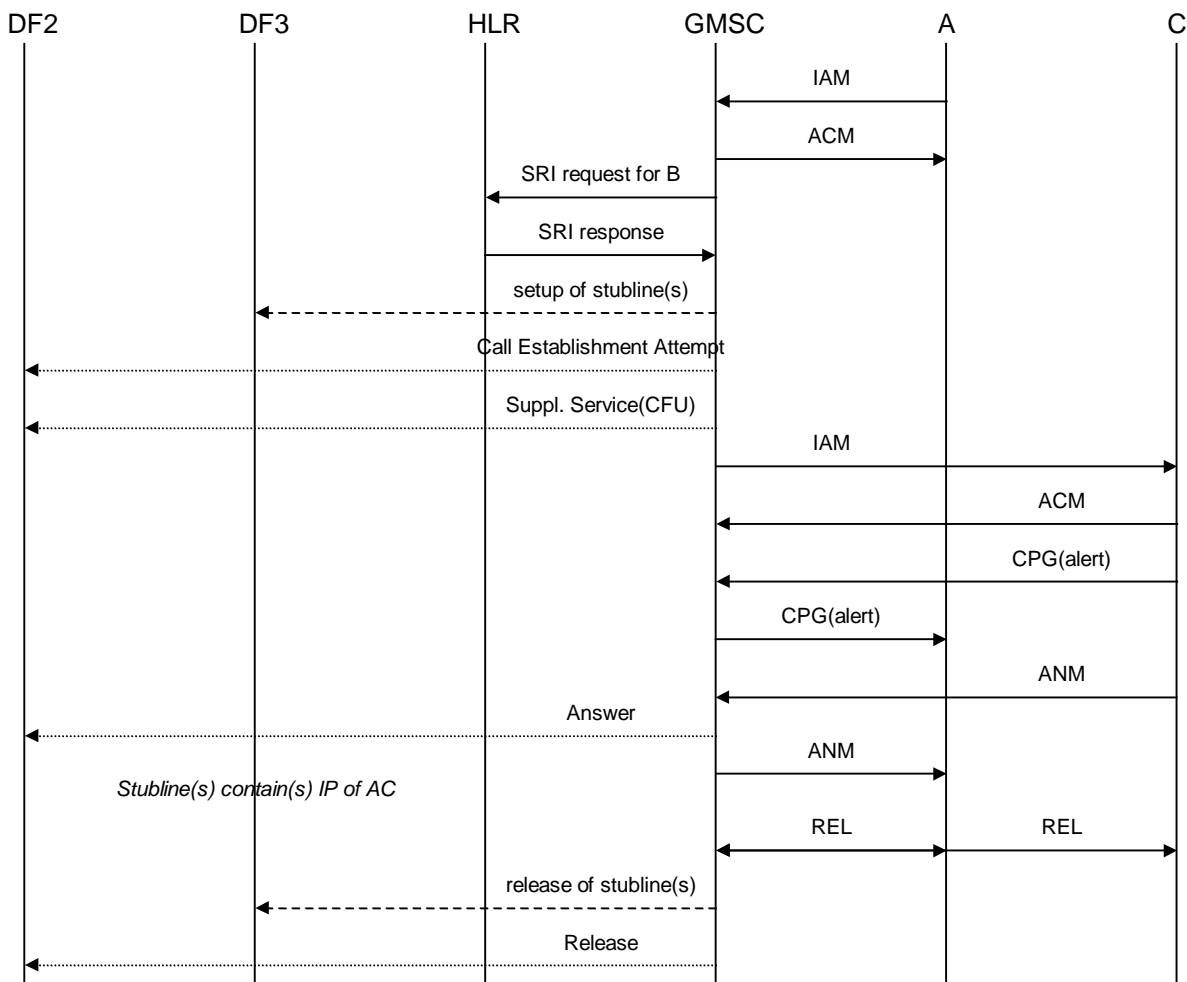 DF2 DF3 HLR GMSC A C
IAM
ACM
SRI request for B
SRI response
setup of stubline(s)
Call Establishment Attempt
Suppl. Service(CFU)
IAM
ACM
CPG(alert)
CPG(alert)
ANM
Answer
ANM
Stubline(s) contain(s) IP of AC
REL REL
release of stubline(s)
Release